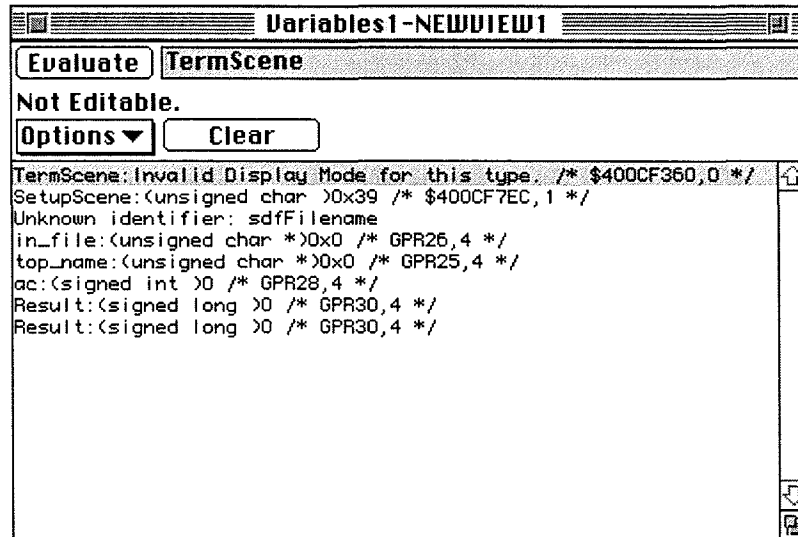 Variables1-NEWVIEW1
Evaluate TermScene
Not Editable.
Options Clear
TermScene:Invalid Display Mode for this type. /* $400CF360,0 */
SetupScene:(unsigned char )0x39 /* $400CF7EC,1 */
Unknown identifier: sdfFilename
in_file:(unsigned char *)0x0 /* GPR26,4 */
top_name:(unsigned char *)0x0 /* GPR25,4 */
ac:(signed int )0 /* GPR28,4 */
Result:(signed long )0 /* GPR30,4 */
Result:(signed long )0 /* GPR30,4 */